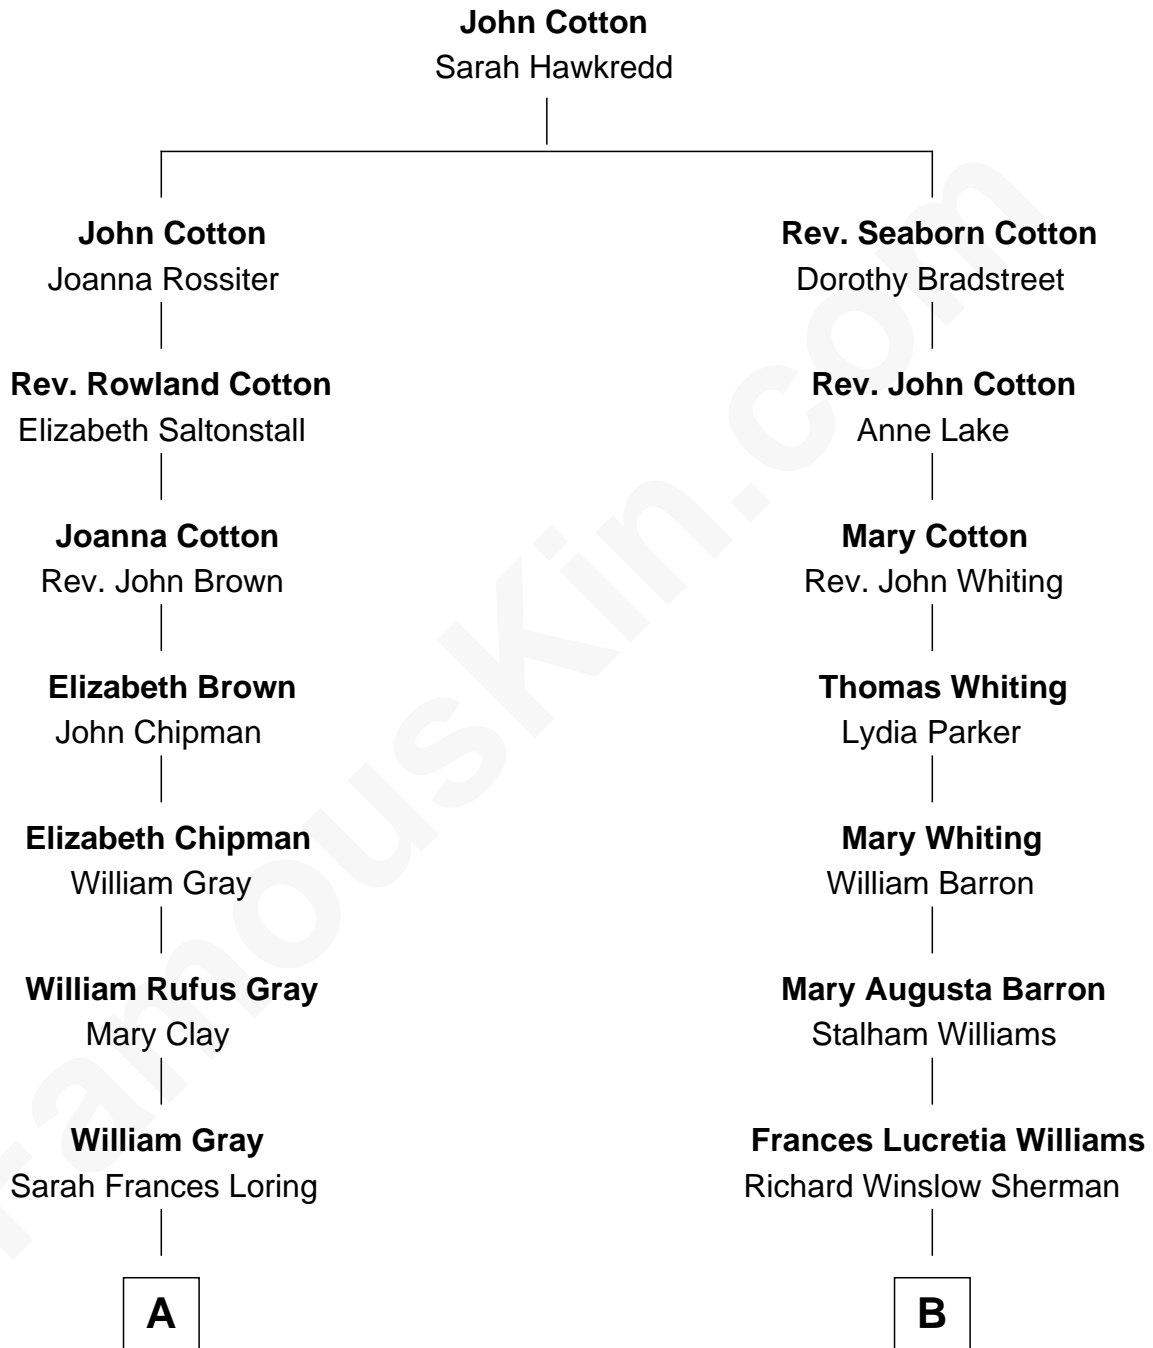 John Cotton
Sarah Hawkredd
John Cotton
Joanna Rossiter
Rev. Seaborn Cotton
Dorothy Bradstreet
Rev. Rowland Cotton
Elizabeth Saltonstall
Rev. John Cotton
Anne Lake
Joanna Cotton
Rev. John Brown
Mary Cotton
Rev. John Whiting
Elizabeth Brown
John Chipman
Thomas Whiting
Lydia Parker
Elizabeth Chipman
William Gray
Mary Whiting
William Barron
William Rufus Gray
Mary Clay
Mary Augusta Barron
Stalham Williams
William Gray
Sarah Frances Loring
Frances Lucretia Williams
Richard Winslow Sherman
A
B
FamousKin.com